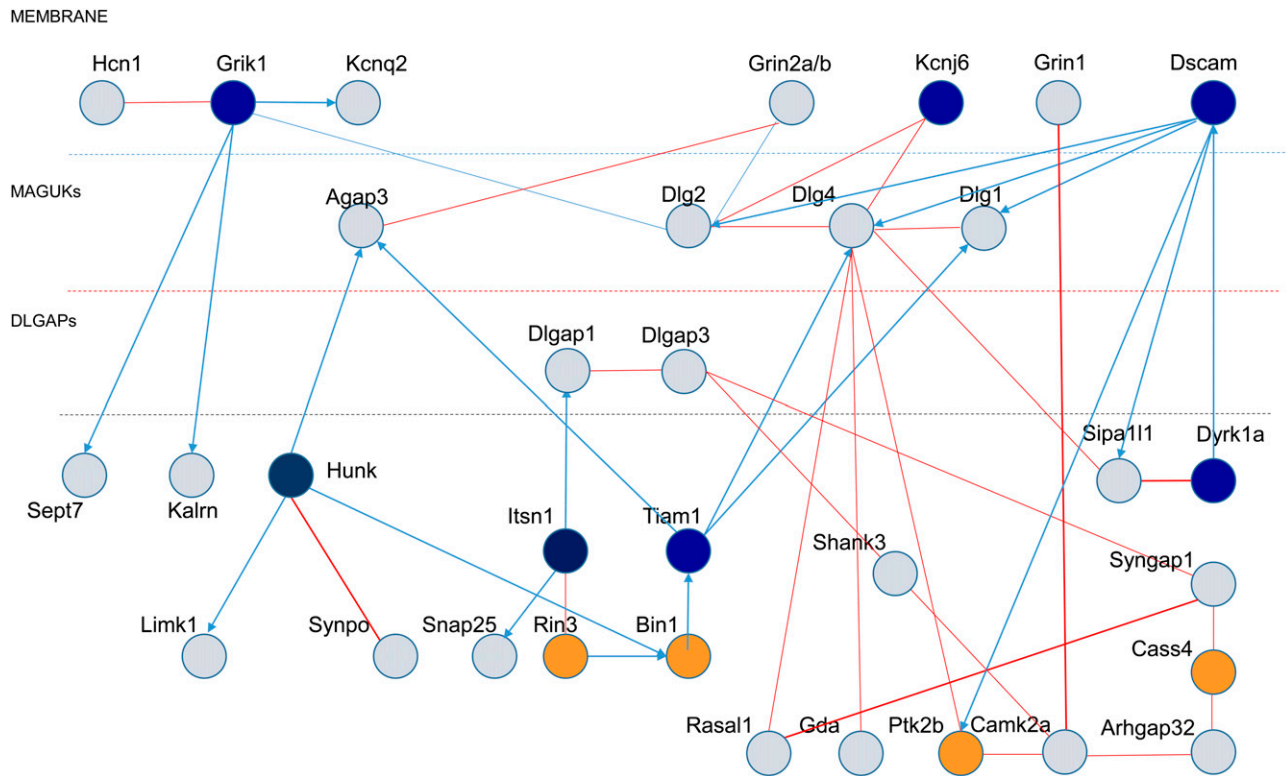 MEMBRANE
Hcn1 Grik1 Kcnq2 Grin2a/b Kcnj6 Grin1 Dscam
MAGUKs Agap3 Dlg2 Dlg4 Dlg1
DLGAPs
Dlgap1 Dlgap3
Sipa1l1 Dyrk1a
Hunk
Sept7 Kalrn Itsn1 Tiam1
Shank3 Syngap1
Limk1 Synpo Snap25 Rin3 Bin1
Cass4
Rasal1 Gda Ptk2b Camk2a Arhgap32